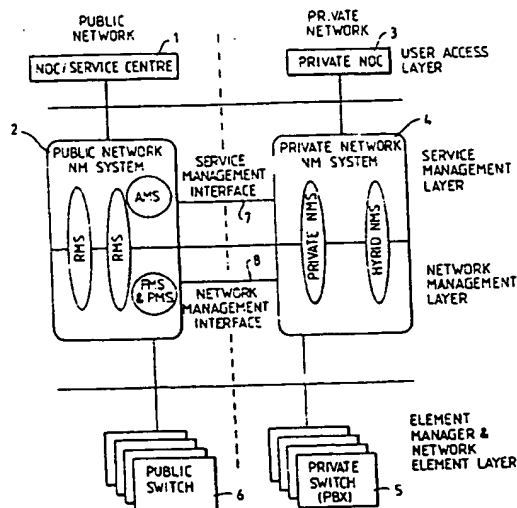 PUBLIC
NETWORK
1
NOC/SERVICE CENTRE
PR.VATE
NETWORK
3
PRIVATE NOC
USER ACCESS
LAYER
2
PUBLIC NETWORK
NM SYSTEM
AMS
RMS
RMS
FMS
& PMS
SERVICE
MANAGEMENT
INTERFACE
7
8
NETWORK
MANAGEMENT
INTERFACE
4
PRIVATE NETWORK
NM SYSTEM
PRIVATE NMS
HYRID NMS
SERVICE
MANAGEMENT
LAYER
NETWORK
MANAGEMENT
LAYER
PUBLIC
SWITCH
6
PRIVATE
SWITCH
(PBX)
5
ELEMENT
MANAGER &
NETWORK
ELEMENT LAYER